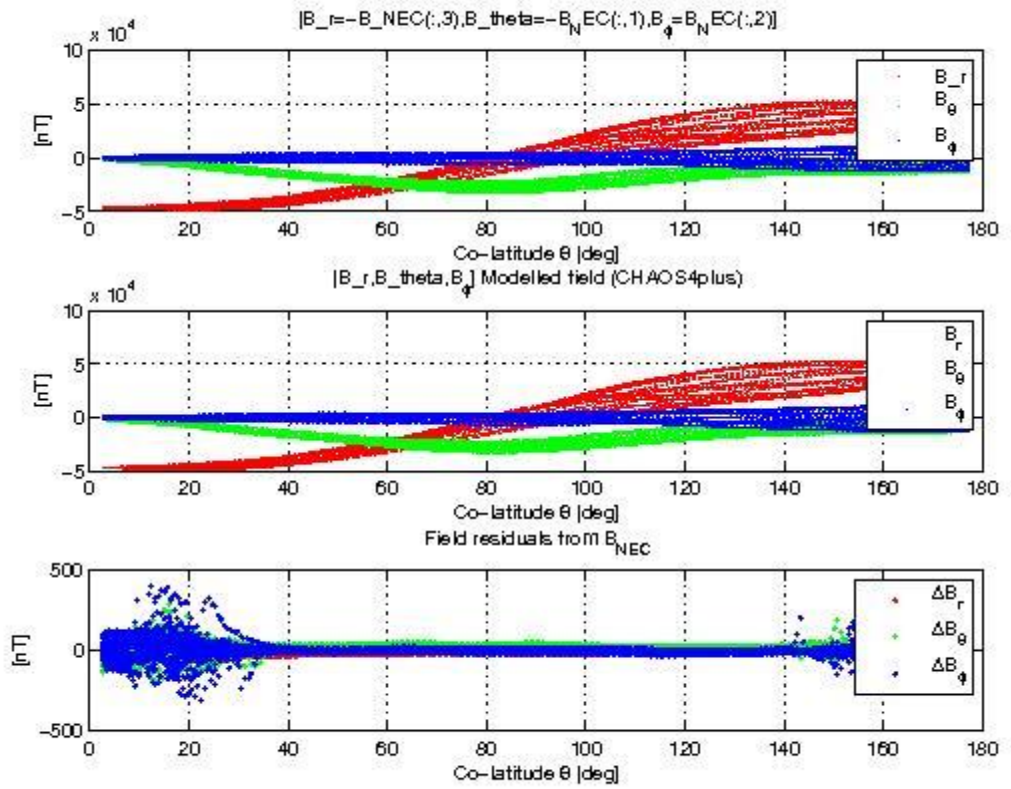 [B_r=-B_NEC(:,3),B_theta=-B_NEC(:,1),B_ϕ=B_NEC(:,2)]
x 10^4
10
5
0
-5
[nT]
B_r
B_θ
B_ϕ
0 20 40 60 80 100 120 140 160 180
Co-latitude θ [deg]
[B_r,B_theta,B_ϕ] Modelled field (CHAOS4plus)
x 10^4
10
5
0
-5
[nT]
B_r
B_θ
B_ϕ
0 20 40 60 80 100 120 140 160 180
Co-latitude θ [deg]
Field residuals from B_NEC
500
0
-500
[nT]
ΔB_r
ΔB_θ
ΔB_ϕ
0 20 40 60 80 100 120 140 160 180
Co-latitude θ [deg]